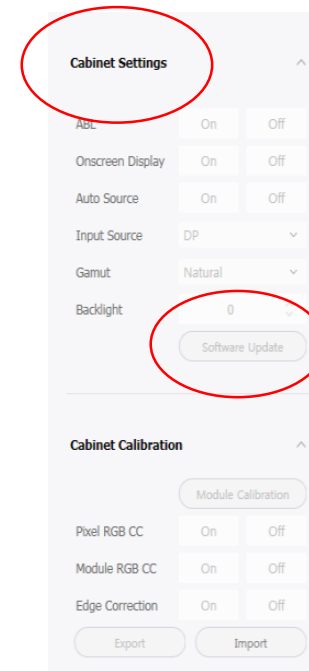 Cabinet Settings
ABL On Off
Onscreen Display On Off
Auto Source On Off
Input Source DP
Gamut Natural
Backlight 0
Software Update
Cabinet Calibration
Module Calibration
Pixel RGB CC On Off
Module RGB CC On Off
Edge Correction On Off
Export Import